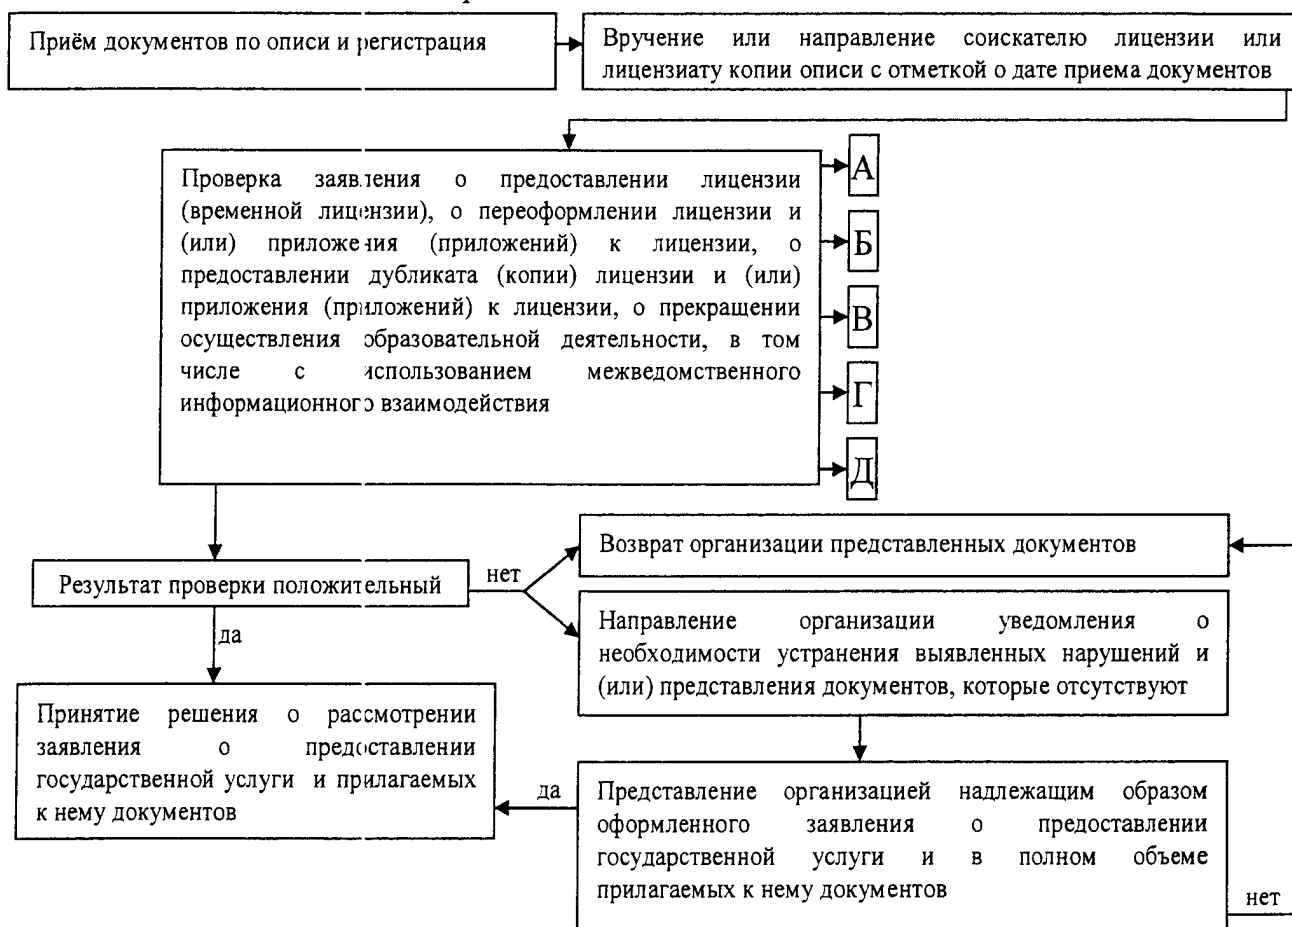 Приём документов по описи и регистрация
Вручение или направление соискателю лицензии или
лицензиату копии описи с отметкой о дате приема документов
Проверка заявления о предоставлении лицензии
(временной лицензии), о переоформлении лицензии и
(или) приложения (приложений) к лицензии, о
предоставлении дубликата (копии) лицензии и (или)
приложения (приложений) к лицензии, о прекращении
осуществления образовательной деятельности, в том
числе с использованием межведомственного
информационного взаимодействия
А
Б
В
Г
Д
Результат проверки положительный
нет
Возврат организации представленных документов
Направление организации уведомления о
необходимости устранения выявленных нарушений и
(или) представления документов, которые отсутствуют
да
Принятие решения о рассмотрении
заявления о предоставлении
государственной услуги и прилагаемых
к нему документов
да
Представление организацией надлежащим образом
оформленного заявления о предоставлении
государственной услуги и в полном объеме
прилагаемых к нему документов
нет